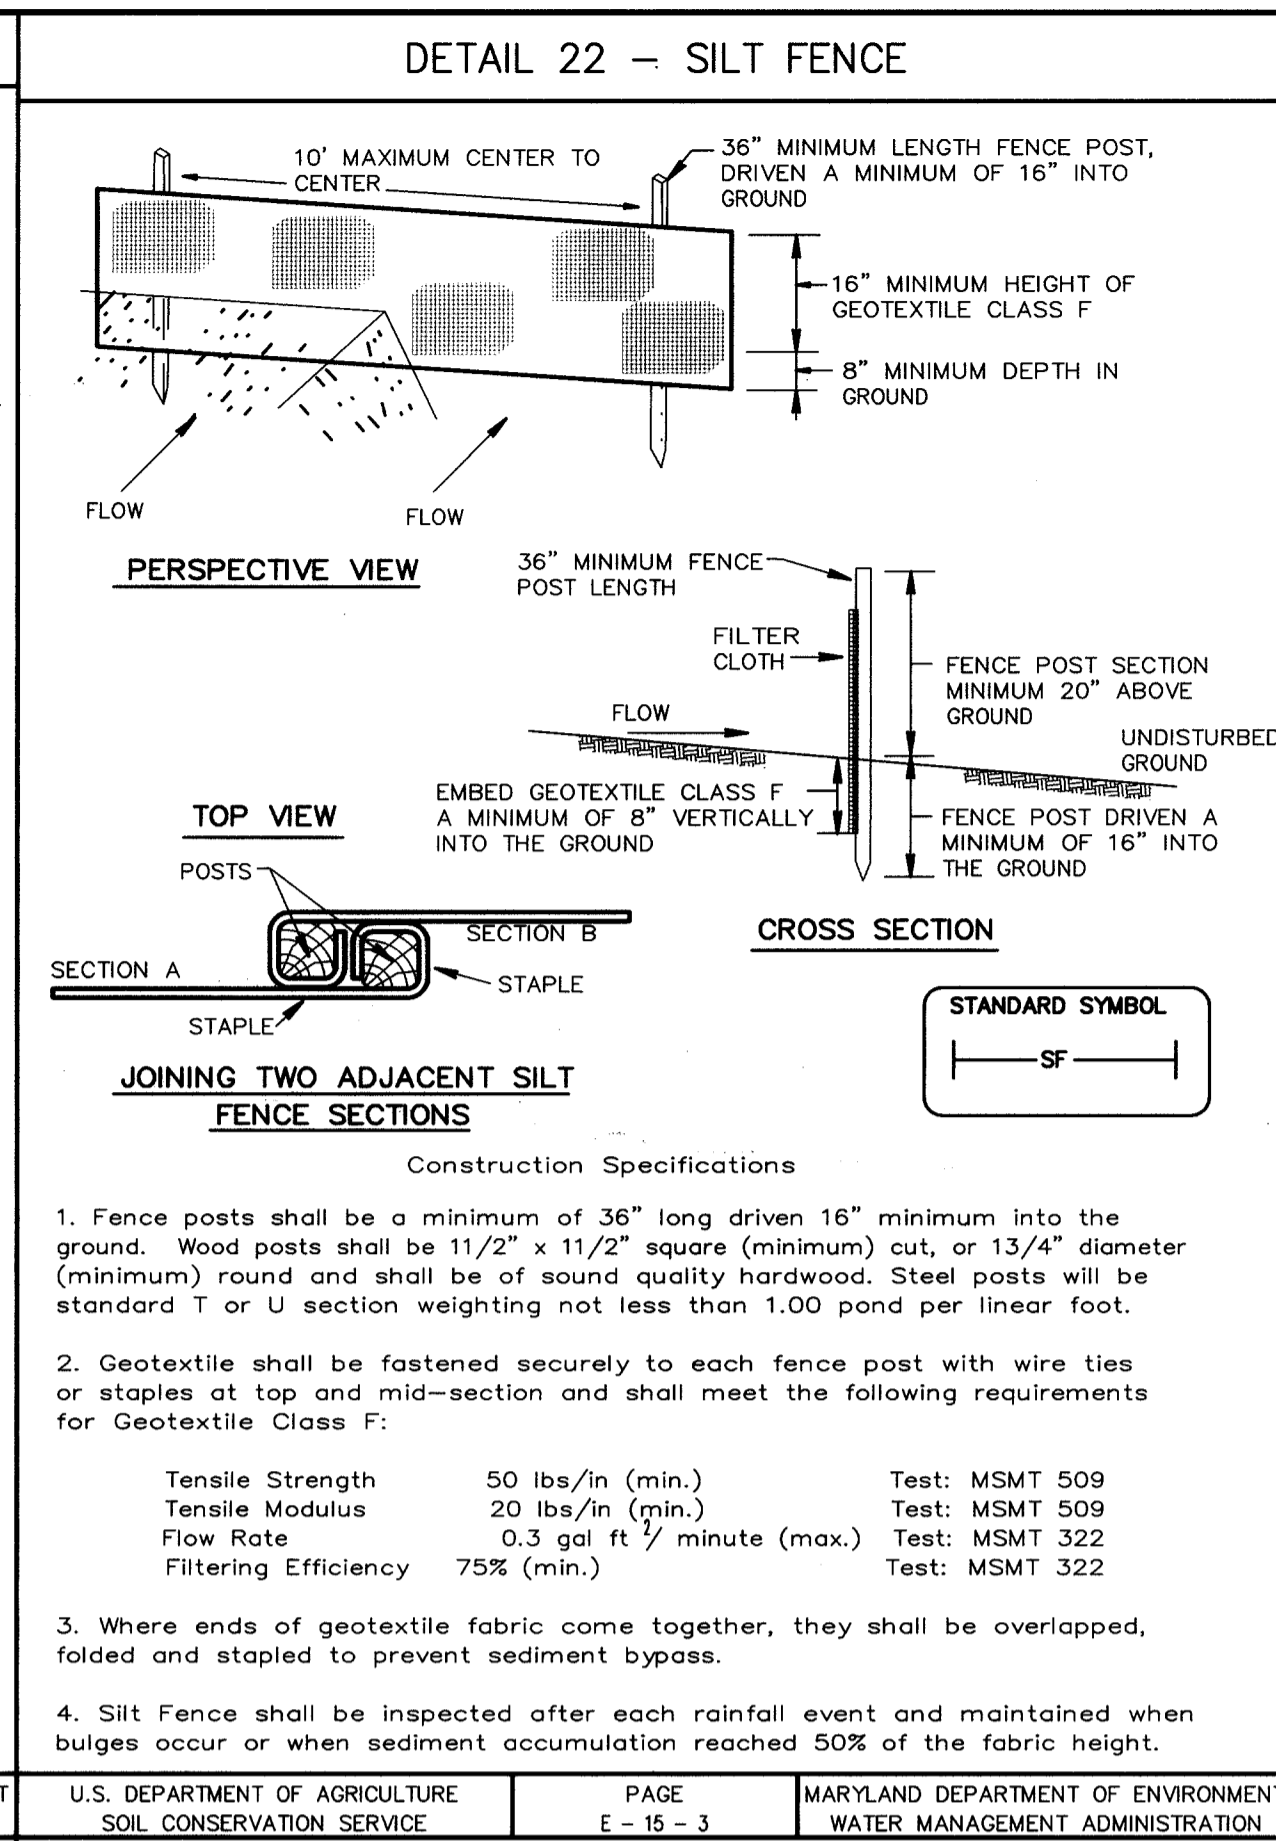 DETAIL 22 – SILT FENCE
10' MAXIMUM CENTER TO
CENTER
36" MINIMUM LENGTH FENCE POST,
DRIVEN A MINIMUM OF 16" INTO
GROUND
16" MINIMUM HEIGHT OF
GEOTEXTILE CLASS F
8" MINIMUM DEPTH IN
GROUND
FLOW
FLOW
PERSPECTIVE VIEW
36" MINIMUM FENCE
POST LENGTH
FILTER
CLOTH
FENCE POST SECTION
MINIMUM 20" ABOVE
GROUND
FLOW
UNDISTURBED
GROUND
EMBED GEOTEXTILE CLASS F
A MINIMUM OF 8" VERTICALLY
INTO THE GROUND
FENCE POST DRIVEN A
MINIMUM OF 16" INTO
THE GROUND
CROSS SECTION
TOP VIEW
POSTS
SECTION B
SECTION A
STAPLE
STAPLE
JOINING TWO ADJACENT SILT
FENCE SECTIONS
STANDARD SYMBOL
SF
Construction Specifications
1. Fence posts shall be a minimum of 36" long driven 16" minimum into the
ground. Wood posts shall be 11/2" x 11/2" square (minimum) cut, or 13/4" diameter
(minimum) round and shall be of sound quality hardwood. Steel posts will be
standard T or U section weighting not less than 1.00 pond per linear foot.
2. Geotextile shall be fastened securely to each fence post with wire ties
or staples at top and mid–section and shall meet the following requirements
for Geotextile Class F:
Tensile Strength 50 lbs/in (min.) Test: MSMT 509
Tensile Modulus 20 lbs/in (min.) Test: MSMT 509
Flow Rate 0.3 gal ft ²/ minute (max.) Test: MSMT 322
Filtering Efficiency 75% (min.) Test: MSMT 322
3. Where ends of geotextile fabric come together, they shall be overlapped,
folded and stapled to prevent sediment bypass.
4. Silt Fence shall be inspected after each rainfall event and maintained when
bulges occur or when sediment accumulation reached 50% of the fabric height.
T
U.S. DEPARTMENT OF AGRICULTURE
SOIL CONSERVATION SERVICE
PAGE
E – 15 – 3
MARYLAND DEPARTMENT OF ENVIRONMENT
WATER MANAGEMENT ADMINISTRATION